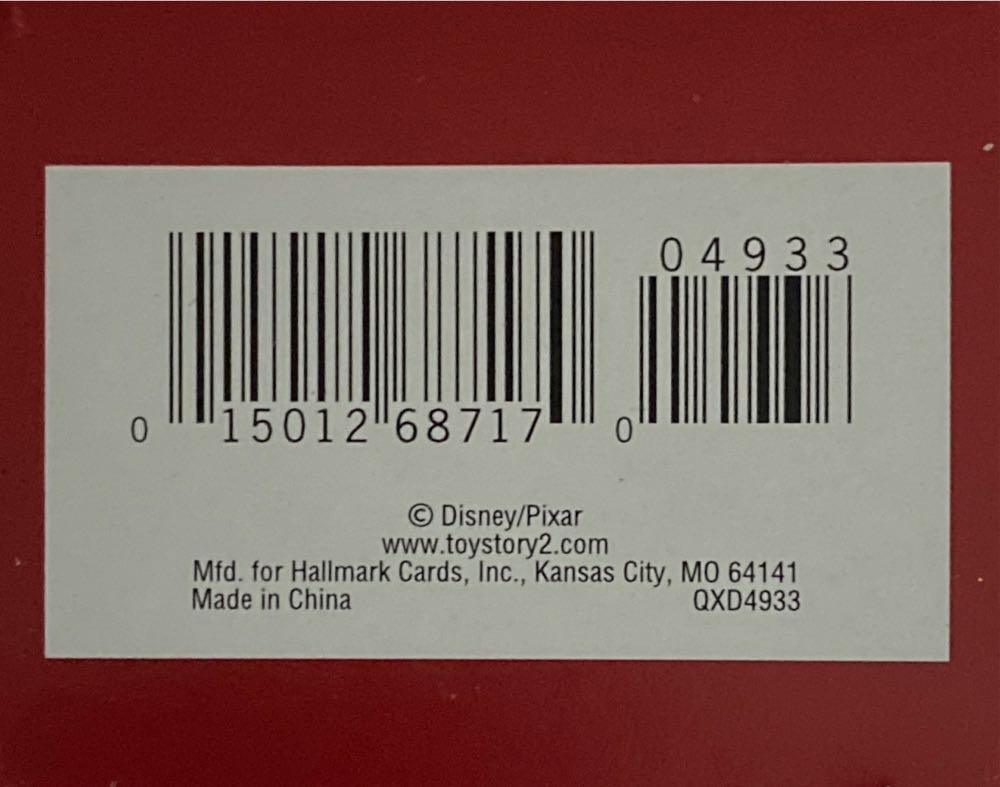 04933
0 15012 68717 0
© Disney/Pixar
www.toystory2.com
Mfd. for Hallmark Cards, Inc., Kansas City, MO 64141
Made in China QXD4933